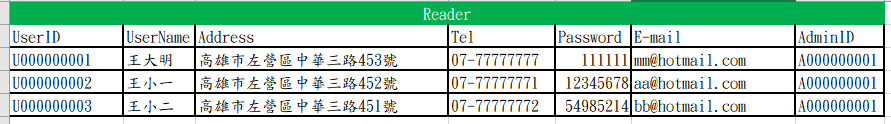 Reader
UserID UserName Address Tel Password E-mail AdminID
U000000001 王大明 高雄市左營區中華三路453號 07-77777777 111111 mm@hotmail.com A000000001
U000000002 王小一 高雄市左營區中華三路452號 07-77777771 12345678 aa@hotmail.com A000000001
U000000003 王小二 高雄市左營區中華三路451號 07-77777772 54985214 bb@hotmail.com A000000001